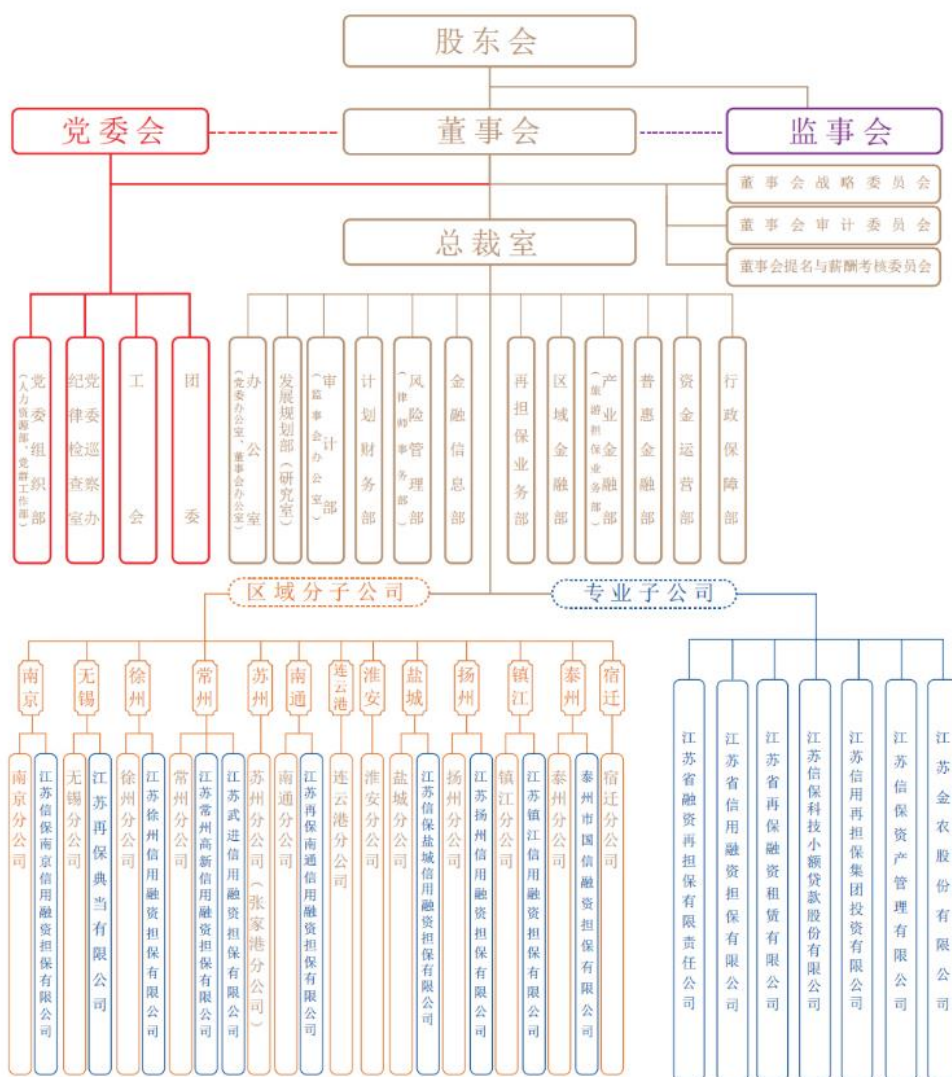 股东会
党委会
董事会
监事会
董事会战略委员会
董事会审计委员会
董事会提名与薪酬考核委员会
总裁室
党委组织部
(人力资源部、党群工作部)
党委巡察办
纪律检查室
工会
团委
办公室
(党委办公室、董事会办公室)
发展规划部(研究室)
审计部
(监事会办公室)
计划财务部
风险管理部
(律师事务部)
金融信息部
再担保业务部
区域金融部
产业金融部
(旅游担保业务部)
普惠金融部
资金运营部
行政保障部
区域分子公司
专业子公司
南京
无锡
徐州
常州
苏州
南通
连云港
淮安
盐城
扬州
镇江
泰州
宿迁
南京分公司
江苏信保南京信用融资担保有限公司
无锡分公司
江苏再保典当有限公司
徐州分公司
江苏徐州信用融资担保有限公司
常州分公司
江苏常州高新信用融资担保有限公司
江苏武进信用融资担保有限公司
苏州分公司(张家港分公司)
南通分公司
江苏再保南通信用融资担保有限公司
连云港分公司
淮安分公司
盐城分公司
江苏信保盐城信用融资担保有限公司
扬州分公司
江苏扬州信用融资担保有限公司
镇江分公司
江苏镇江信用融资担保有限公司
泰州分公司
泰州市国信融资担保有限公司
宿迁分公司
江苏省融资再担保有限责任公司
江苏省信用融资担保有限公司
江苏省再保融资租赁有限公司
江苏信保科技小额贷款股份有限公司
江苏信用再担保集团投资有限公司
江苏信保资产管理有限公司
江苏金农股份有限公司